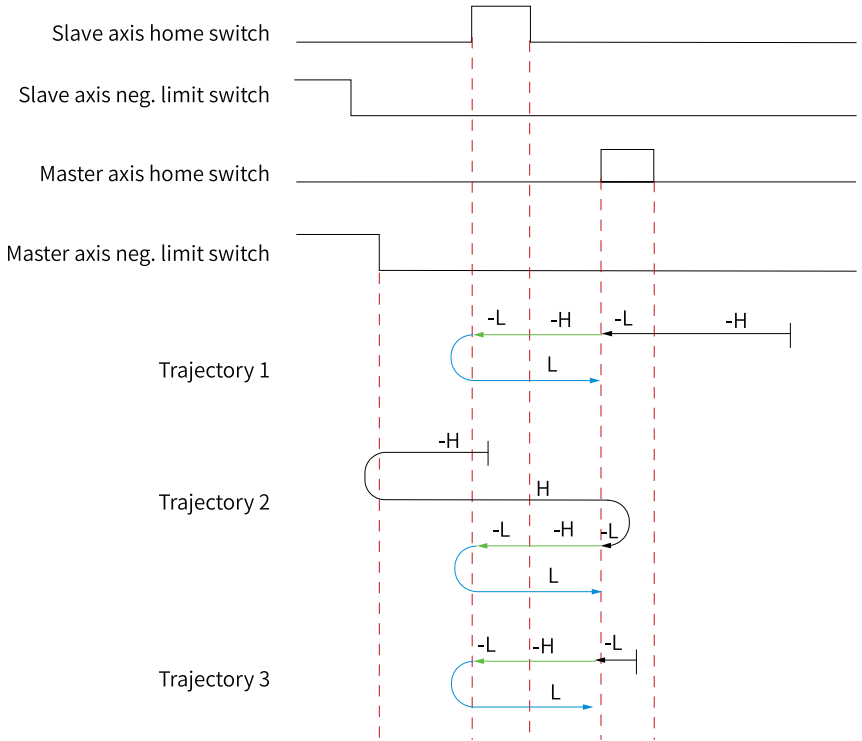 Slave axis home switch
Slave axis neg. limit switch
Master axis home switch
Master axis neg. limit switch
-L -H -L -H
Trajectory 1
L
-H
Trajectory 2
H
-L -H -L
L
-L -H -L
Trajectory 3
L